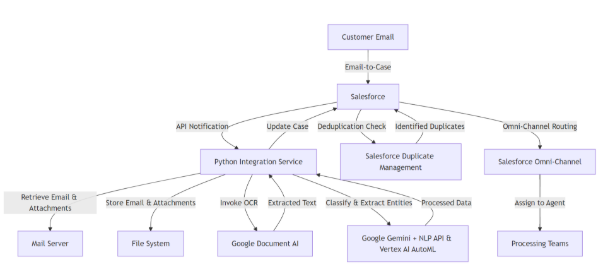 Customer Email
Email-to-Case
Salesforce
API Notification
Update Case
Deduplication Check
Identified Duplicates
Omni-Channel Routing
Python Integration Service
Salesforce Duplicate
Management
Salesforce Omni-Channel
Retrieve Email &
Attachments
Store Email & Attachments
Invoke OCR
Extracted Text
Classify & Extract Entities
Processed Data
Assign to Agent
Mail Server
File System
Google Document AI
Google Gemini + NLP API &
Vertex AI AutoML
Processing Teams